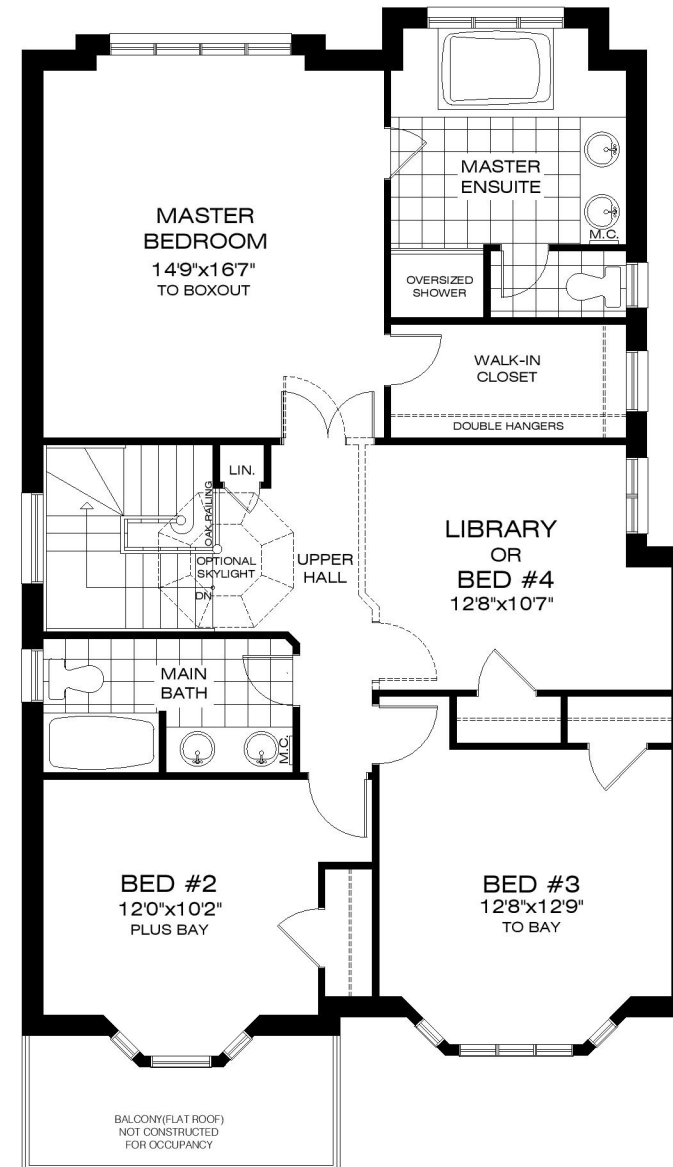 MASTER
BEDROOM
14'9"x16'7"
TO BOXOUT
MASTER
ENSUITE
M.C.
OVERSIZED
SHOWER
WALK-IN
CLOSET
DOUBLE HANGERS
LIN.
OAK RAILING
OPTIONAL
SKYLIGHT
DN
UPPER
HALL
LIBRARY
OR
BED #4
12'8"x10'7"
MAIN
BATH
M.C.
BED #2
12'0"x10'2"
PLUS BAY
BED #3
12'8"x12'9"
TO BAY
BALCONY(FLAT ROOF)
NOT CONSTRUCTED
FOR OCCUPANCY